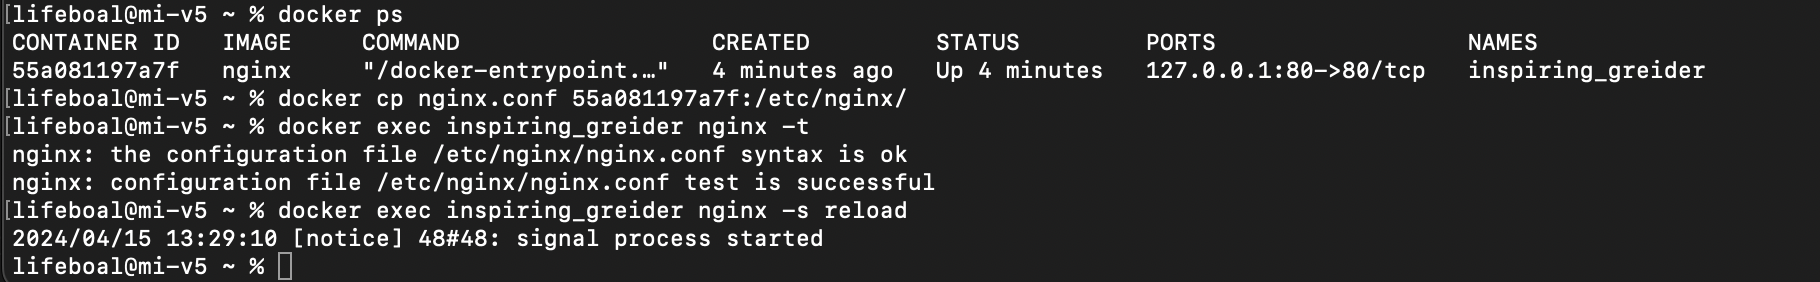 [lifeboal@mi-v5 ~ % docker ps
CONTAINER ID   IMAGE     COMMAND                  CREATED         STATUS         PORTS                  NAMES
55a081197a7f   nginx     "/docker-entrypoint.…"   4 minutes ago   Up 4 minutes   127.0.0.1:80->80/tcp   inspiring_greider
[lifeboal@mi-v5 ~ % docker cp nginx.conf 55a081197a7f:/etc/nginx/
[lifeboal@mi-v5 ~ % docker exec inspiring_greider nginx -t
nginx: the configuration file /etc/nginx/nginx.conf syntax is ok
nginx: configuration file /etc/nginx/nginx.conf test is successful
[lifeboal@mi-v5 ~ % docker exec inspiring_greider nginx -s reload
2024/04/15 13:29:10 [notice] 48#48: signal process started
lifeboal@mi-v5 ~ %